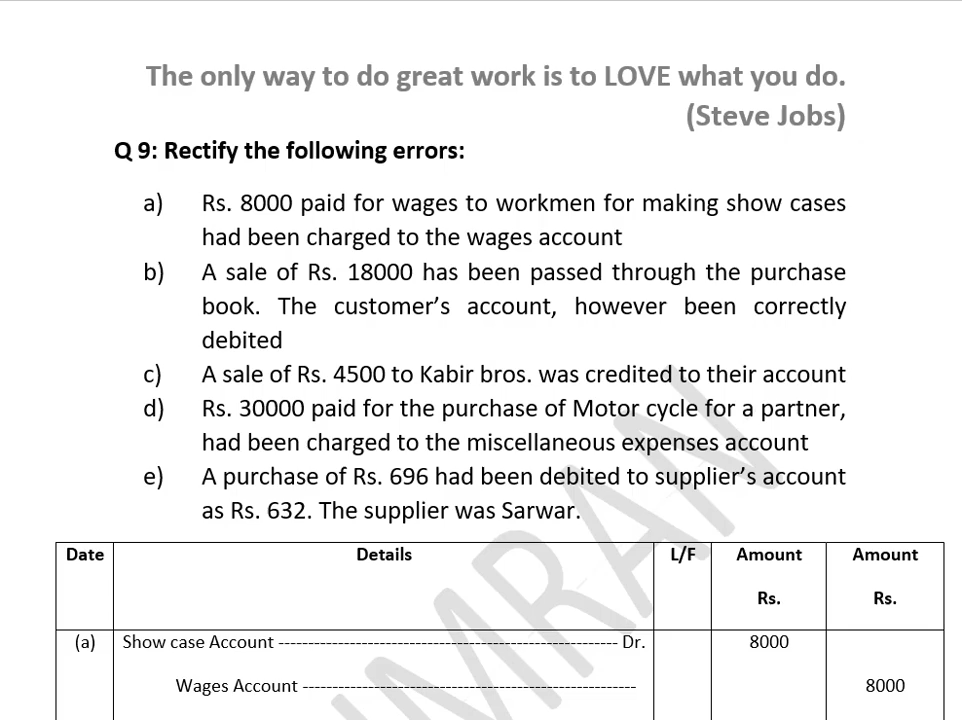 The only way to do great work is to LOVE what you do.
(Steve Jobs)
Q 9: Rectify the following errors:
a) Rs. 8000 paid for wages to workmen for making show cases
had been charged to the wages account
b) A sale of Rs. 18000 has been passed through the purchase
book. The customer’s account, however been correctly
debited
c) A sale of Rs. 4500 to Kabir bros. was credited to their account
d) Rs. 30000 paid for the purchase of Motor cycle for a partner,
had been charged to the miscellaneous expenses account
e) A purchase of Rs. 696 had been debited to supplier’s account
as Rs. 632. The supplier was Sarwar.
Date Details L/F Amount Amount
Rs. Rs.
(a) Show case Account --------------------------------------------------------- Dr. 8000
Wages Account -------------------------------------------------------- 8000
IMRAN